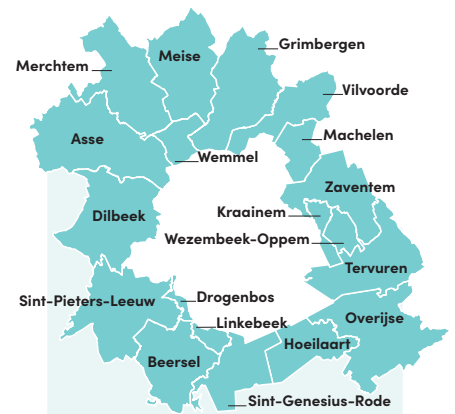 Grimbergen
Meise
Merchtem
Vilvoorde
Machelen
Asse
Wemmel
Zaventem
Kraainem
Dilbeek
Wezembeek-Oppem
Tervuren
Drogenbos
Sint-Pieters-Leeuw
Overijse
Linkebeek
Hoeilaart
Beersel
Sint-Genesius-Rode